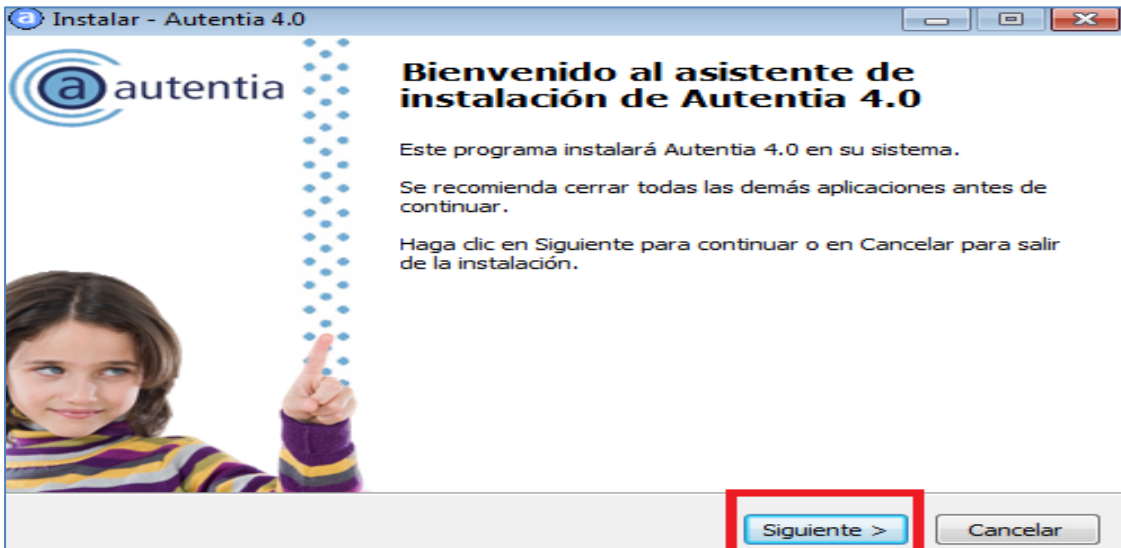 Instalar - Autentia 4.0
a autentia
Bienvenido al asistente de
instalación de Autentia 4.0
Este programa instalará Autentia 4.0 en su sistema.
Se recomienda cerrar todas las demás aplicaciones antes de
continuar.
Haga clic en Siguiente para continuar o en Cancelar para salir
de la instalación.
Siguiente >
Cancelar